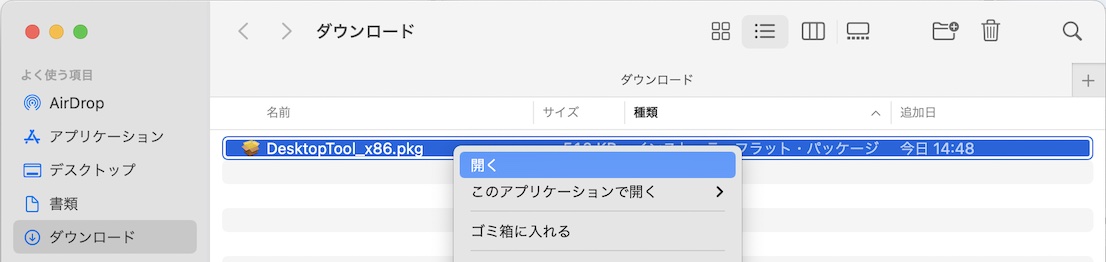 ダウンロード
ダウンロード
よく使う項目
AirDrop
アプリケーション
デスクトップ
書類
ダウンロード
名前 サイズ 種類 追加日
DesktopTool_x86.pkg フラット・パッケージ 今日 14:48
開く
このアプリケーションで開く
ゴミ箱に入れる